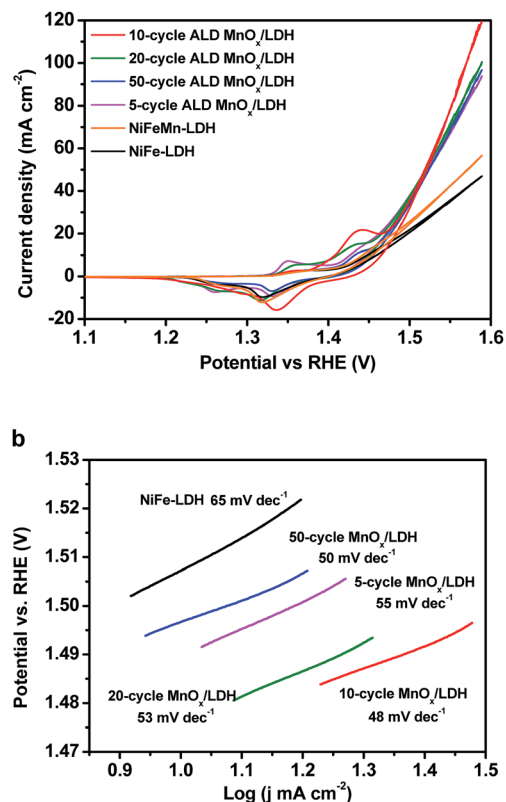 120
100
80
60
40
20
0
-20
Current density (mA cm⁻²)
10-cycle ALD MnOₓ/LDH
20-cycle ALD MnOₓ/LDH
50-cycle ALD MnOₓ/LDH
5-cycle ALD MnOₓ/LDH
NiFeMn-LDH
NiFe-LDH
1.1 1.2 1.3 1.4 1.5 1.6
Potential vs RHE (V)
b
1.53
1.52
1.51
1.50
1.49
1.48
1.47
Potential vs. RHE (V)
NiFe-LDH 65 mV dec⁻¹
50-cycle MnOₓ/LDH
50 mV dec⁻¹
5-cycle MnOₓ/LDH
55 mV dec⁻¹
20-cycle MnOₓ/LDH
53 mV dec⁻¹
10-cycle MnOₓ/LDH
48 mV dec⁻¹
0.9 1.0 1.1 1.2 1.3 1.4 1.5
Log (j mA cm⁻²)